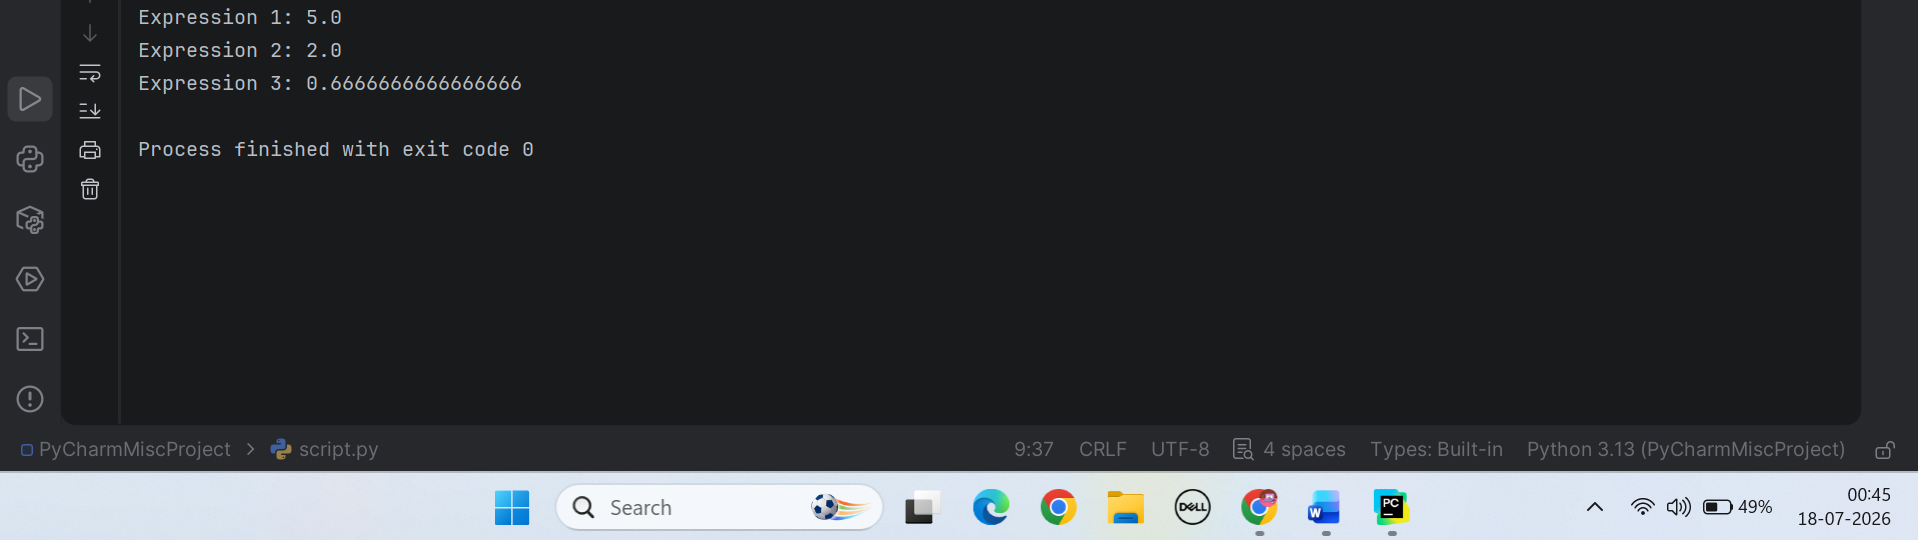 Expression 1: 5.0
Expression 2: 2.0
Expression 3: 0.6666666666666666
Process finished with exit code 0
PyCharmMiscProject > script.py
9:37 CRLF UTF-8 4 spaces Types: Built-in Python 3.13 (PyCharmMiscProject)
Search
DELL
W
PC
49%
00:45
18-07-2026